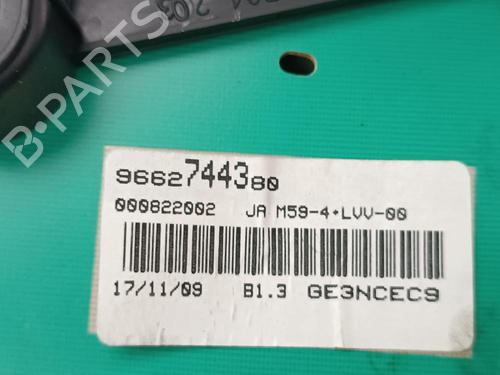 9662744380
000822002 JA M59-4•LVV-00
17/11/09 B1.3 GE3NCEC9
B-PARTS